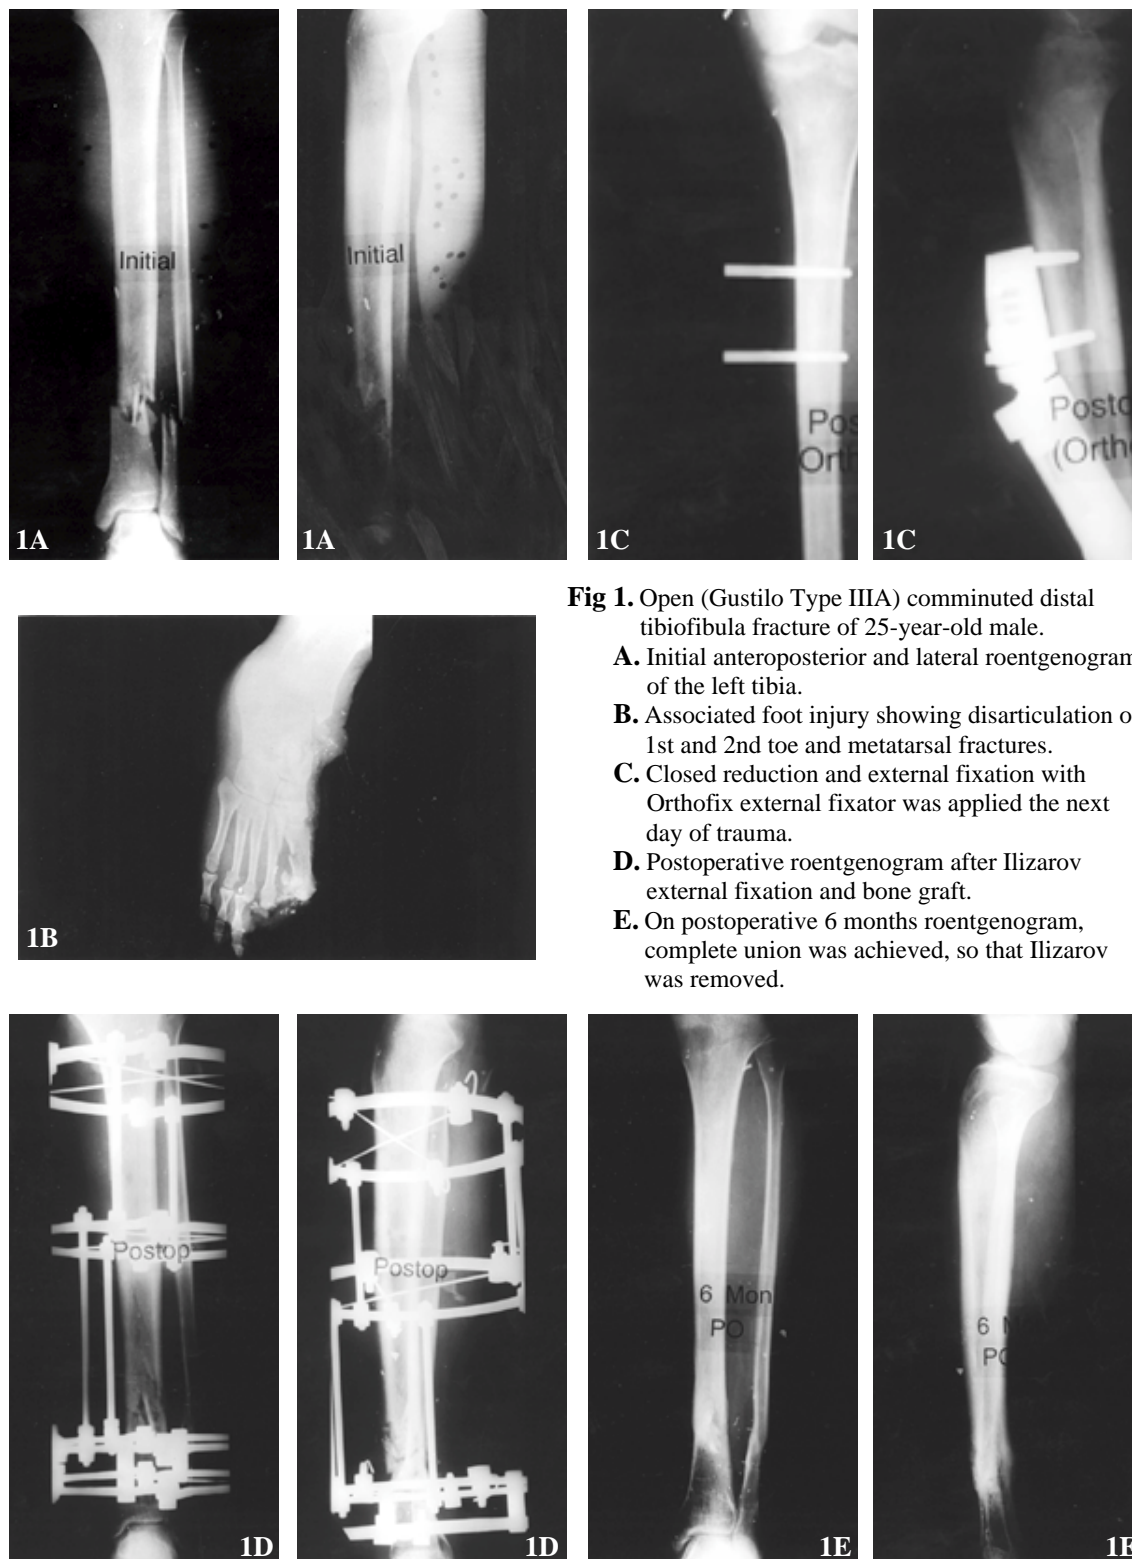 Initial
1A
Initial
1A
Pos
Orth
1C
Posto
(Ortho
1C
Fig 1. Open (Gustilo Type IIIA) comminuted distal
tibiofibula fracture of 25-year-old male.
A. Initial anteroposterior and lateral roentgenogram
of the left tibia.
B. Associated foot injury showing disarticulation o
1st and 2nd toe and metatarsal fractures.
C. Closed reduction and external fixation with
Orthofix external fixator was applied the next
day of trauma.
D. Postoperative roentgenogram after Ilizarov
external fixation and bone graft.
E. On postoperative 6 months roentgenogram,
complete union was achieved, so that Ilizarov
was removed.
1B
Postop
1D
Postop
1D
6 Mon
PO
1E
6 M
PO
1E